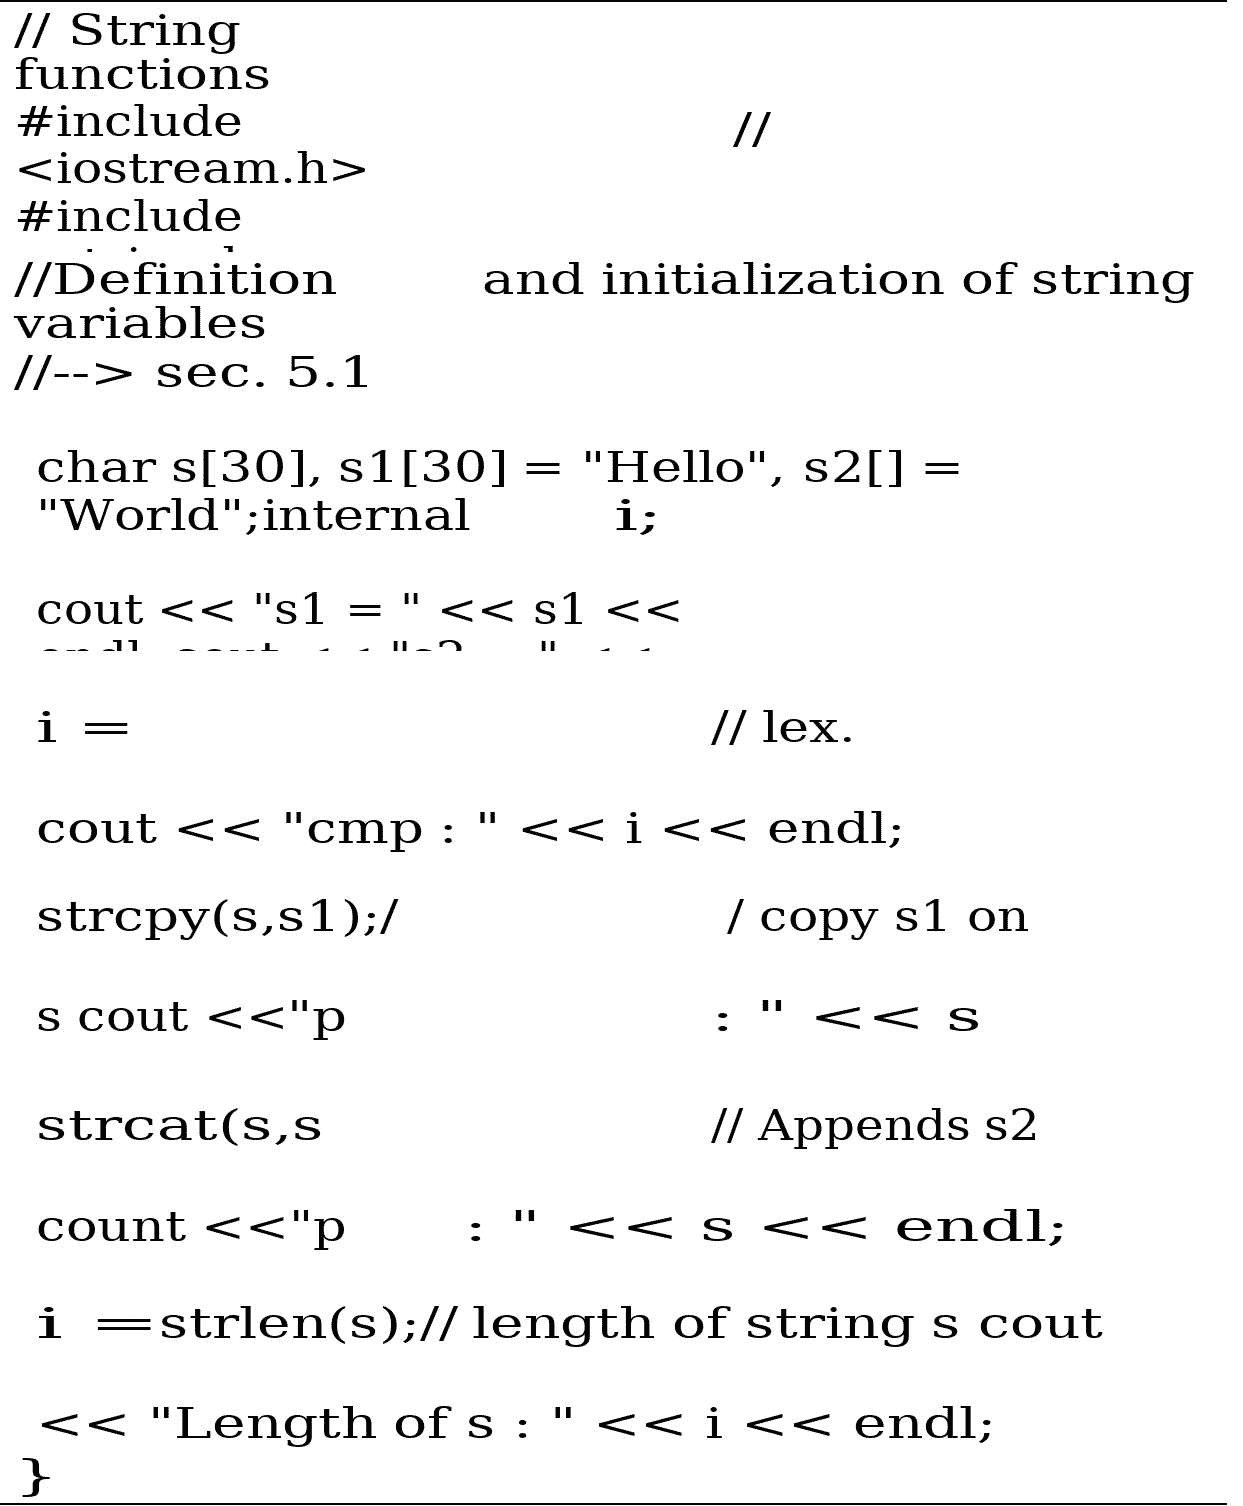 // String
functions
#include //
<iostream.h>
#include
//Definition and initialization of string
variables
//--> sec. 5.1
char s[30], s1[30] = "Hello", s2[] =
"World";internal i;
cout << "s1 = " << s1 <<
i = // lex.
cout << "cmp : " << i << endl;
strcpy(s,s1);/ / copy s1 on
s cout <<"p : " << s
strcat(s,s // Appends s2
count <<"p : " << s << endl;
i =strlen(s);// length of string s cout
<< "Length of s : " << i << endl;
}